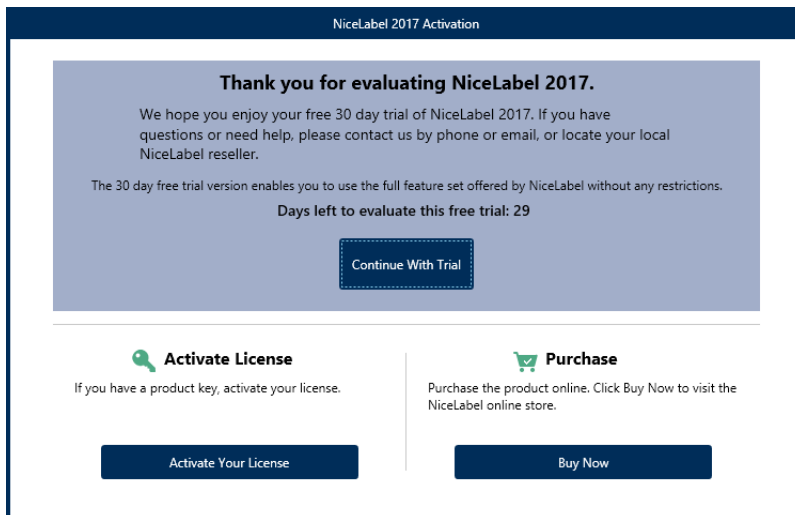 NiceLabel 2017 Activation
Thank you for evaluating NiceLabel 2017.
We hope you enjoy your free 30 day trial of NiceLabel 2017. If you have
questions or need help, please contact us by phone or email, or locate your local
NiceLabel reseller.
The 30 day free trial version enables you to use the full feature set offered by NiceLabel without any restrictions.
Days left to evaluate this free trial: 29
Continue With Trial
Activate License
If you have a product key, activate your license.
Activate Your License
Purchase
Purchase the product online. Click Buy Now to visit the
NiceLabel online store.
Buy Now